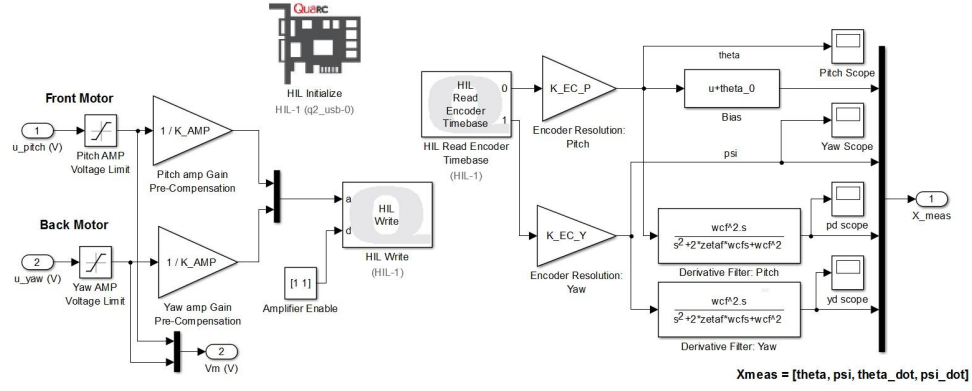 QuaRC
HIL Initialize
HIL-1 (q2_usb-0)
Front Motor
1
u_pitch (V)
Pitch AMP
Voltage Limit
1 / K_AMP
Pitch amp Gain
Pre-Compensation
Back Motor
2
u_yaw (V)
Yaw AMP
Voltage Limit
1 / K_AMP
Yaw amp Gain
Pre-Compensation
2
Vm (V)
a
d
HIL
Write
HIL Write
(HIL-1)
[1 1]
Amplifier Enable
HIL
Read
Encoder
Timebase
0
1
HIL Read Encoder
Timebase
(HIL-1)
K_EC_P
Encoder Resolution:
Pitch
K_EC_Y
Encoder Resolution:
Yaw
theta
Pitch Scope
u+theta_0
Bias
Yaw Scope
psi
wcf^2.s
s^2+2*zetaf*wcfs+wcf^2
Derivative Filter: Pitch
pd scope
wcf^2.s
s^2+2*zetaf*wcfs+wcf^2
Derivative Filter: Yaw
yd scope
1
X_meas
Xmeas = [theta, psi, theta_dot, psi_dot]